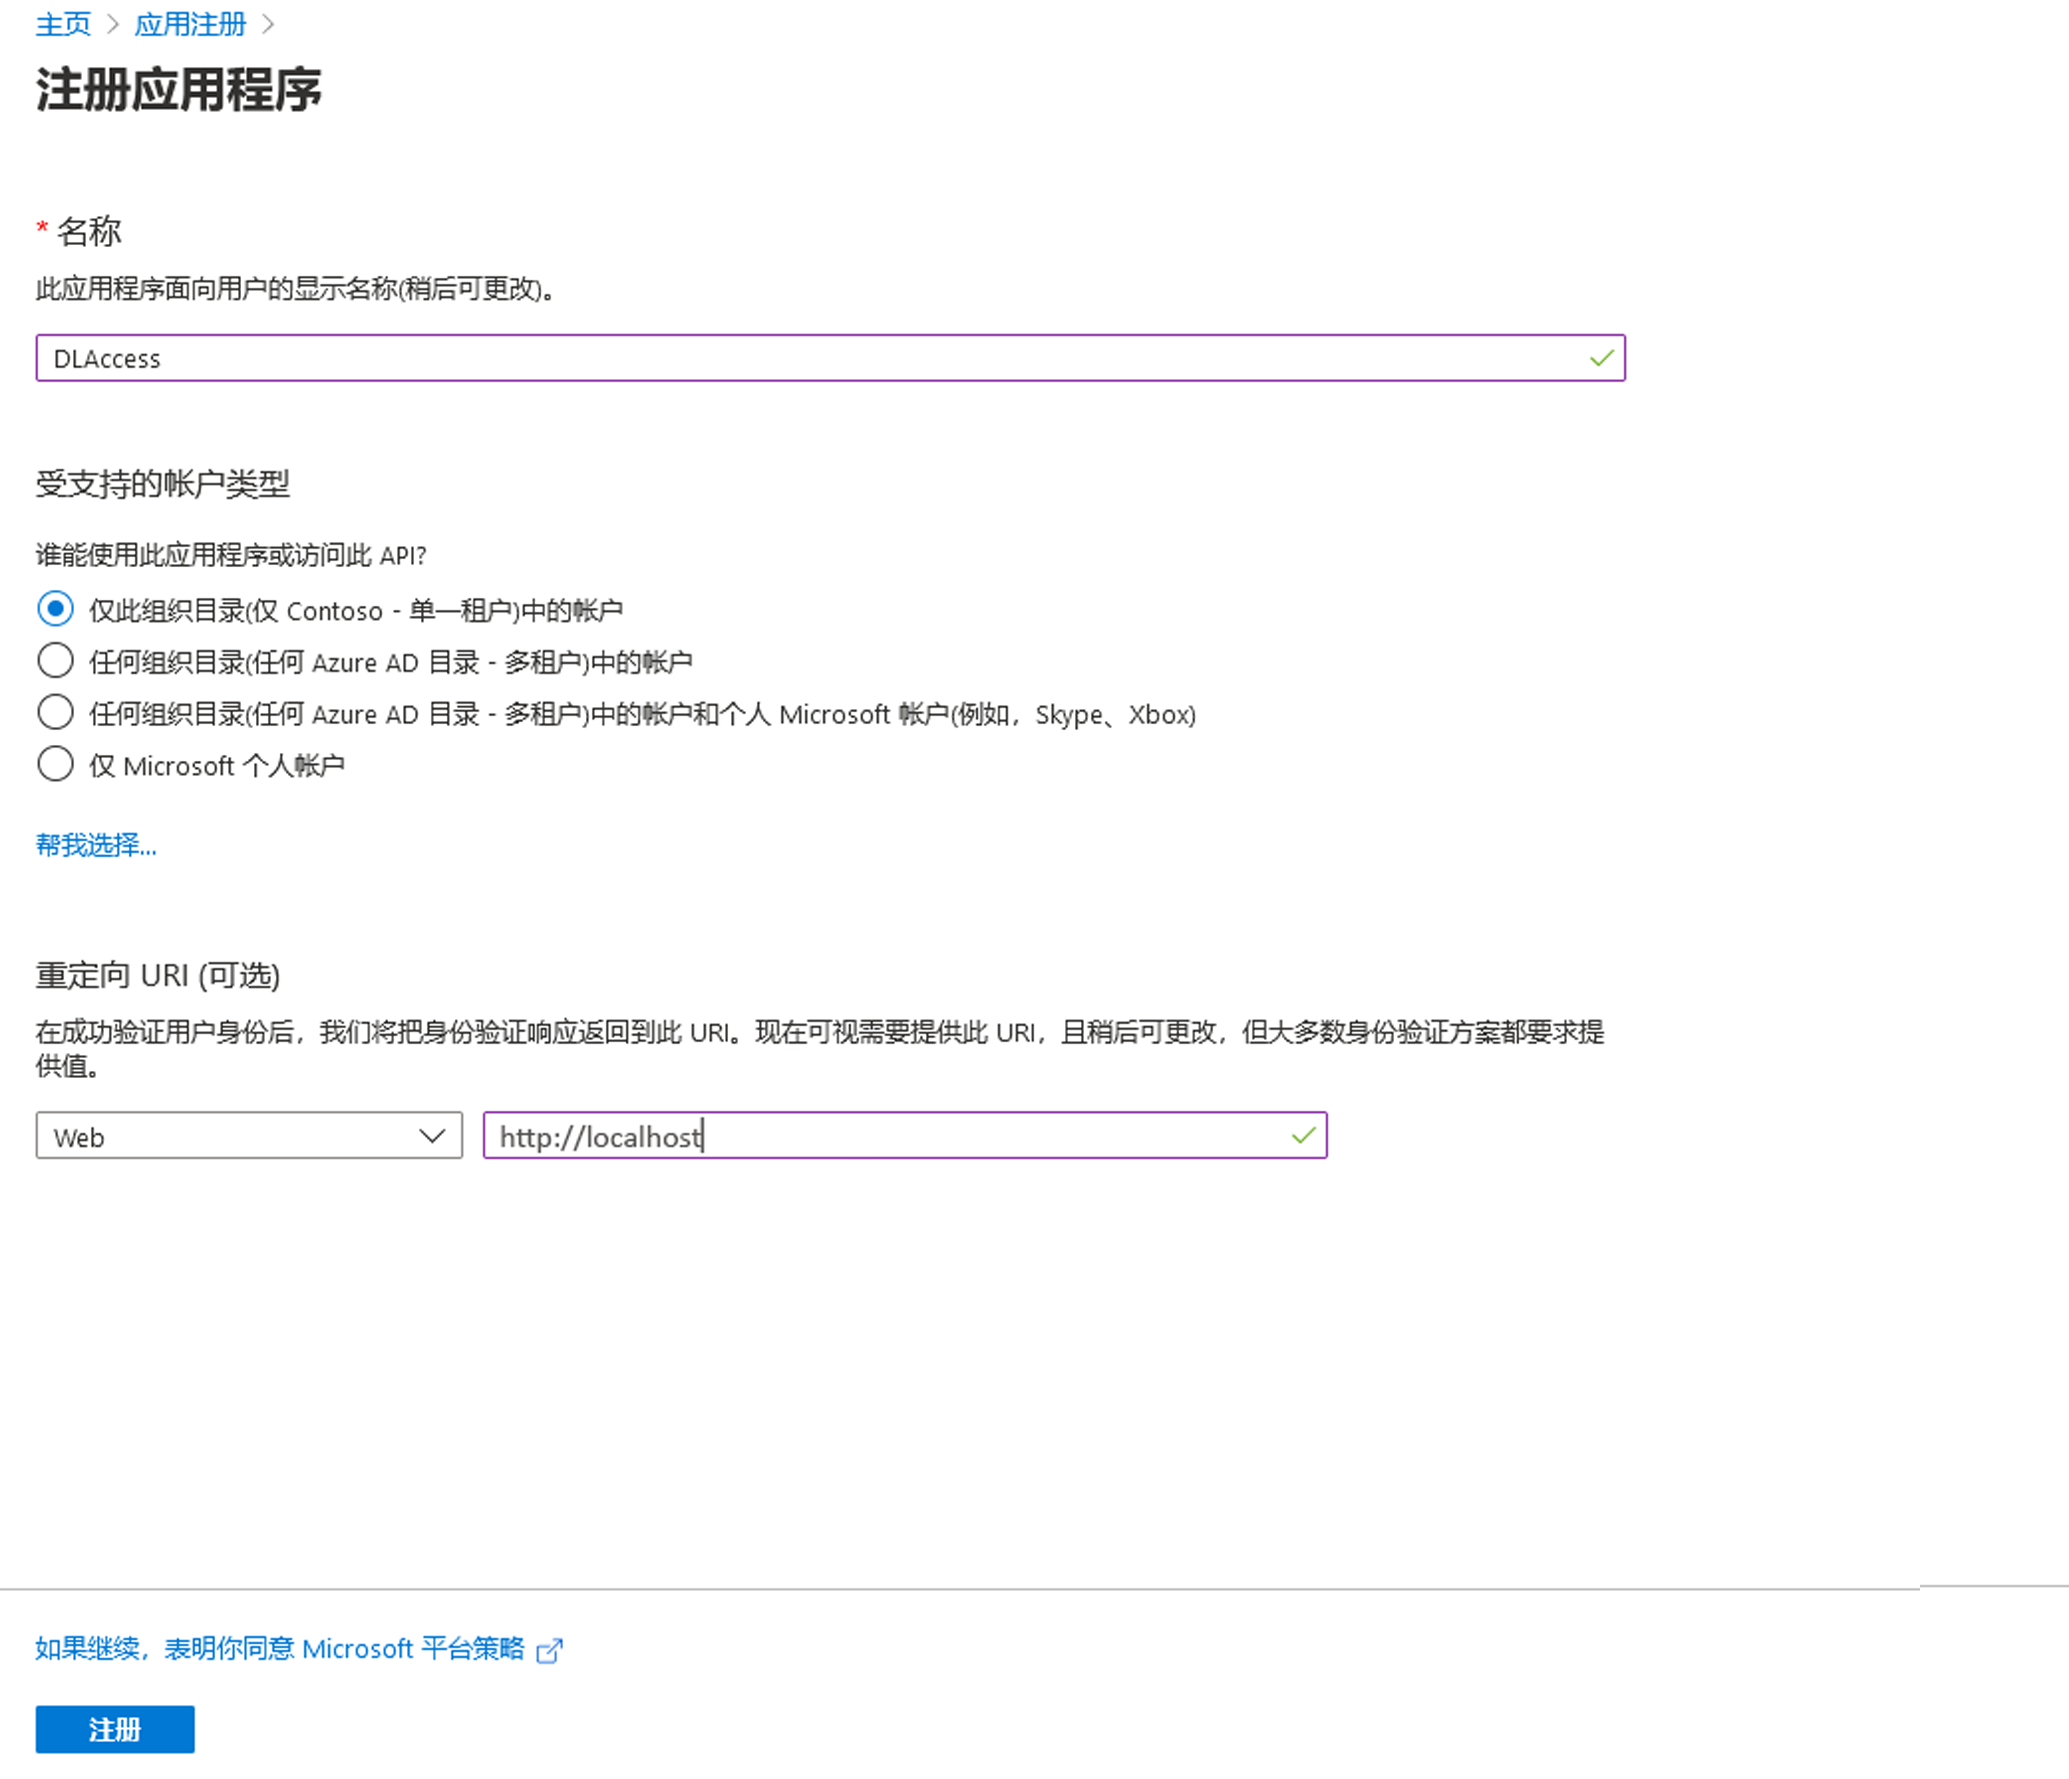 主页 > 应用注册 >
注册应用程序
* 名称
此应用程序面向用户的显示名称(稍后可更改)。
DLAccess
受支持的帐户类型
谁能使用此应用程序或访问此 API?
仅此组织目录(仅 Contoso - 单一租户)中的帐户
任何组织目录(任何 Azure AD 目录 - 多租户)中的帐户
任何组织目录(任何 Azure AD 目录 - 多租户)中的帐户和个人 Microsoft 帐户(例如，Skype、Xbox)
仅 Microsoft 个人帐户
帮我选择...
重定向 URI (可选)
在成功验证用户身份后，我们将把身份验证响应返回到此 URI。现在可视需要提供此 URI，且稍后可更改，但大多数身份验证方案都要求提
供值。
Web http://localhost
如果继续，表明你同意 Microsoft 平台策略
注册